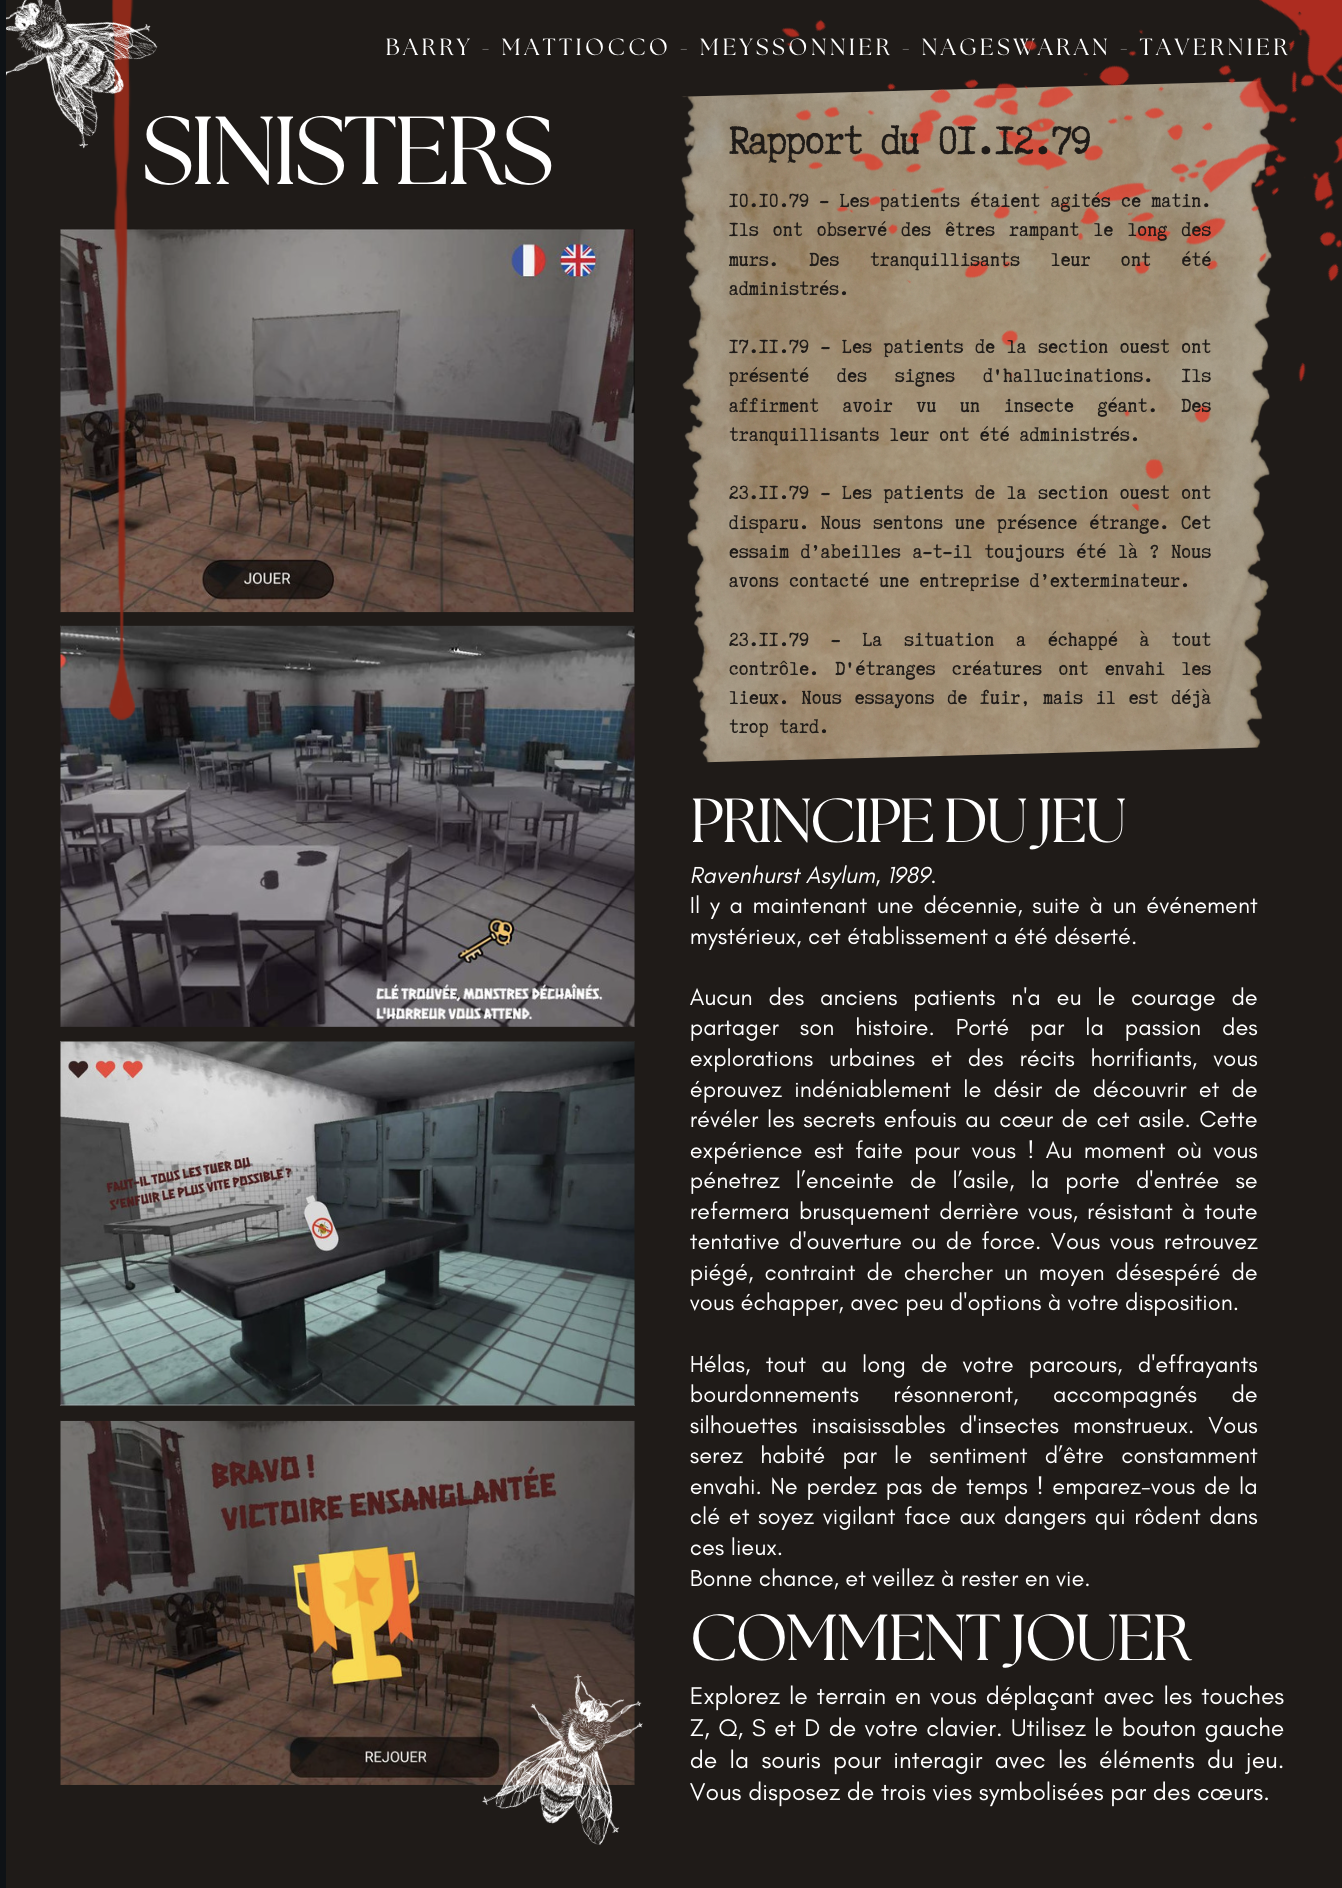 BARRY - MATTIOCCO - MEYSSONNIER - NAGESWARAN - TAVERNIER
SINISTERS
JOUER
CLÉ TROUVÉE, MONSTRES DÉCHAÎNÉS.
L'HORREUR VOUS ATTEND.
FAUT-IL TOUS LES TUER OU
S'ENFUIR LE PLUS VITE POSSIBLE ?
BRAVO !
VICTOIRE ENSANGLANTÉE
REJOUER
Rapport du 01.12.79
10.10.79 - Les patients étaient agités ce matin.
Ils ont observé des êtres rampant le long des
murs. Des tranquillisants leur ont été
administrés.
17.11.79 - Les patients de la section ouest ont
présenté des signes d'hallucinations. Ils
affirment avoir vu un insecte géant. Des
tranquillisants leur ont été administrés.
23.11.79 - Les patients de la section ouest ont
disparu. Nous sentons une présence étrange. Cet
essaim d'abeilles a-t-il toujours été là ? Nous
avons contacté une entreprise d'exterminateur.
23.11.79 - La situation a échappé à tout
contrôle. D'étranges créatures ont envahi les
lieux. Nous essayons de fuir, mais il est déjà
trop tard.
PRINCIPE DU JEU
Ravenhurst Asylum, 1989.
Il y a maintenant une décennie, suite à un événement
mystérieux, cet établissement a été déserté.
Aucun des anciens patients n'a eu le courage de
partager son histoire. Porté par la passion des
explorations urbaines et des récits horrifiants, vous
éprouvez indéniablement le désir de découvrir et de
révéler les secrets enfouis au cœur de cet asile. Cette
expérience est faite pour vous ! Au moment où vous
pénetrez l'enceinte de l'asile, la porte d'entrée se
refermera brusquement derrière vous, résistant à toute
tentative d'ouverture ou de force. Vous vous retrouvez
piégé, contraint de chercher un moyen désespéré de
vous échapper, avec peu d'options à votre disposition.
Hélas, tout au long de votre parcours, d'effrayants
bourdonnements résonneront, accompagnés de
silhouettes insaisissables d'insectes monstrueux. Vous
serez habité par le sentiment d'être constamment
envahi. Ne perdez pas de temps ! emparez-vous de la
clé et soyez vigilant face aux dangers qui rôdent dans
ces lieux.
Bonne chance, et veillez à rester en vie.
COMMENT JOUER
Explorez le terrain en vous déplaçant avec les touches
Z, Q, S et D de votre clavier. Utilisez le bouton gauche
de la souris pour interagir avec les éléments du jeu.
Vous disposez de trois vies symbolisées par des cœurs.